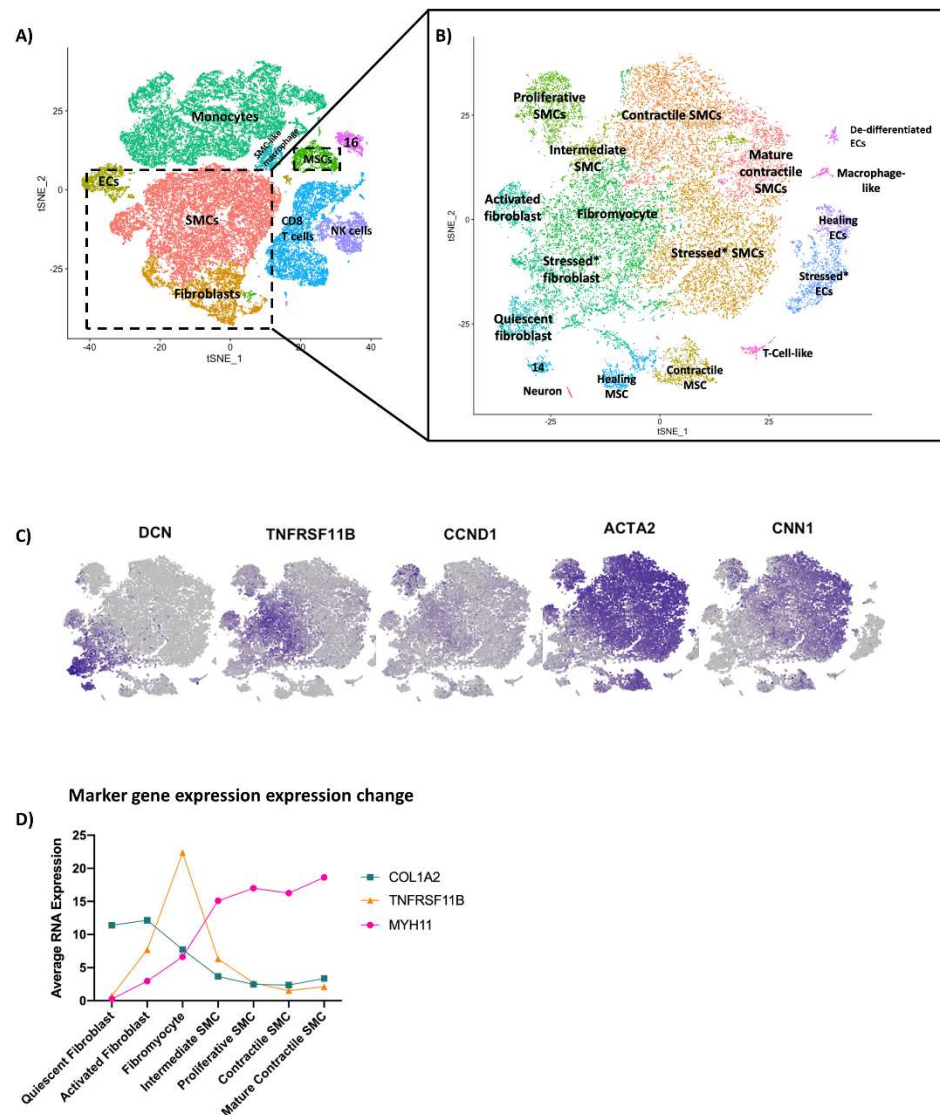 A)
Monocytes
SMC-like
macrophage
16
MSCs
ECs
SMCs
CD8
T cells
NK cells
Fibroblasts
25
0
-25
-40
-20
0
20
40
tSNE_1
tSNE_2
B)
Proliferative
SMCs
Contractile SMCs
De-differentiated
ECs
Intermediate
SMC
Mature
contractile
SMCs
Macrophage-
like
Activated
fibroblast
Fibromyocyte
Healing
ECs
Stressed*
fibroblast
Stressed* SMCs
Stressed*
ECs
Quiescent
fibroblast
T-Cell-like
14
Healing
MSC
Contractile
MSC
Neuron
25
0
-25
-25
0
25
tSNE_1
tSNE_2
C)
DCN
TNFRSF11B
CCND1
ACTA2
CNN1
Marker gene expression expression change
D)
25
20
15
10
5
0
Average RNA Expression
COL1A2
TNFRSF11B
MYH11
Quiescent Fibroblast
Activated Fibroblast
Fibromyocyte
Intermediate SMC
Proliferative SMC
Contractile SMC
Mature Contractile SMC